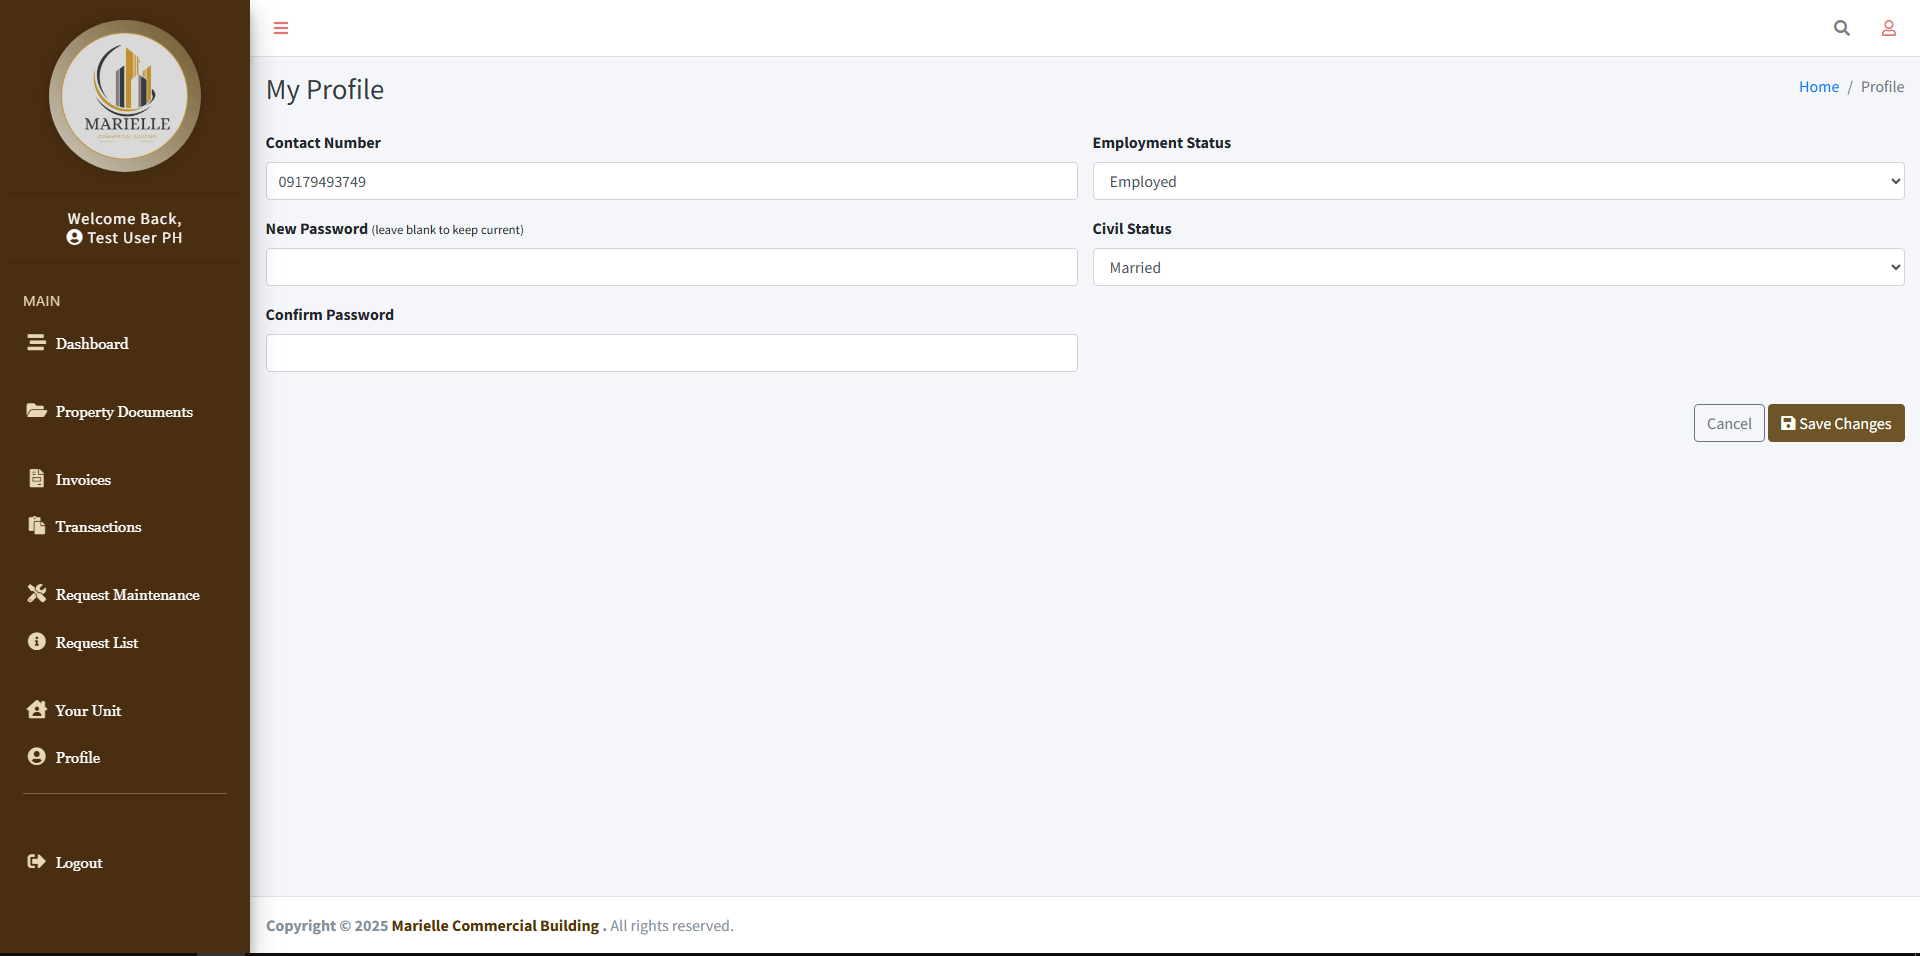 MARIELLE
COMMERCIAL BUILDING
Welcome Back,
Test User PH
MAIN
Dashboard
Property Documents
Invoices
Transactions
Request Maintenance
Request List
Your Unit
Profile
Logout
My Profile
Home / Profile
Contact Number
09179493749
Employment Status
Employed
New Password (leave blank to keep current)
Civil Status
Married
Confirm Password
Cancel
Save Changes
Copyright © 2025 Marielle Commercial Building . All rights reserved.